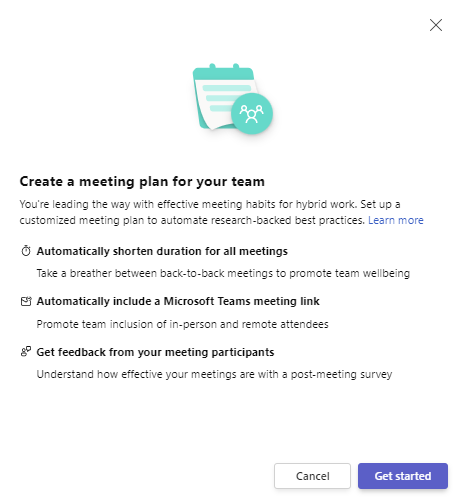 Create a meeting plan for your team
You're leading the way with effective meeting habits for hybrid work. Set up a
customized meeting plan to automate research-backed best practices. Learn more
Automatically shorten duration for all meetings
Take a breather between back-to-back meetings to promote team wellbeing
Automatically include a Microsoft Teams meeting link
Promote team inclusion of in-person and remote attendees
Get feedback from your meeting participants
Understand how effective your meetings are with a post-meeting survey
Cancel
Get started